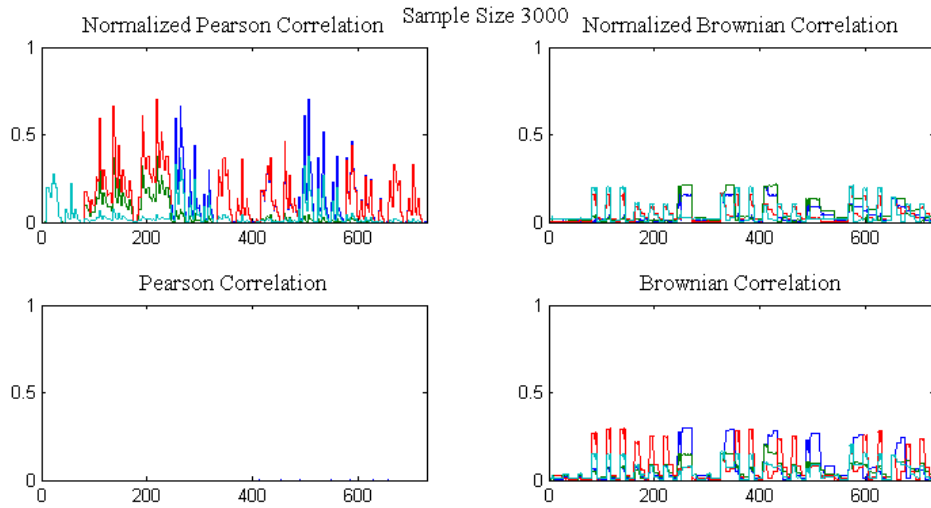 Sample Size 3000
Normalized Pearson Correlation
1
0.5
0
0 200 400 600
Normalized Brownian Correlation
1
0.5
0
0 200 400 600
Pearson Correlation
1
0.5
0
0 200 400 600
Brownian Correlation
1
0.5
0
0 200 400 600